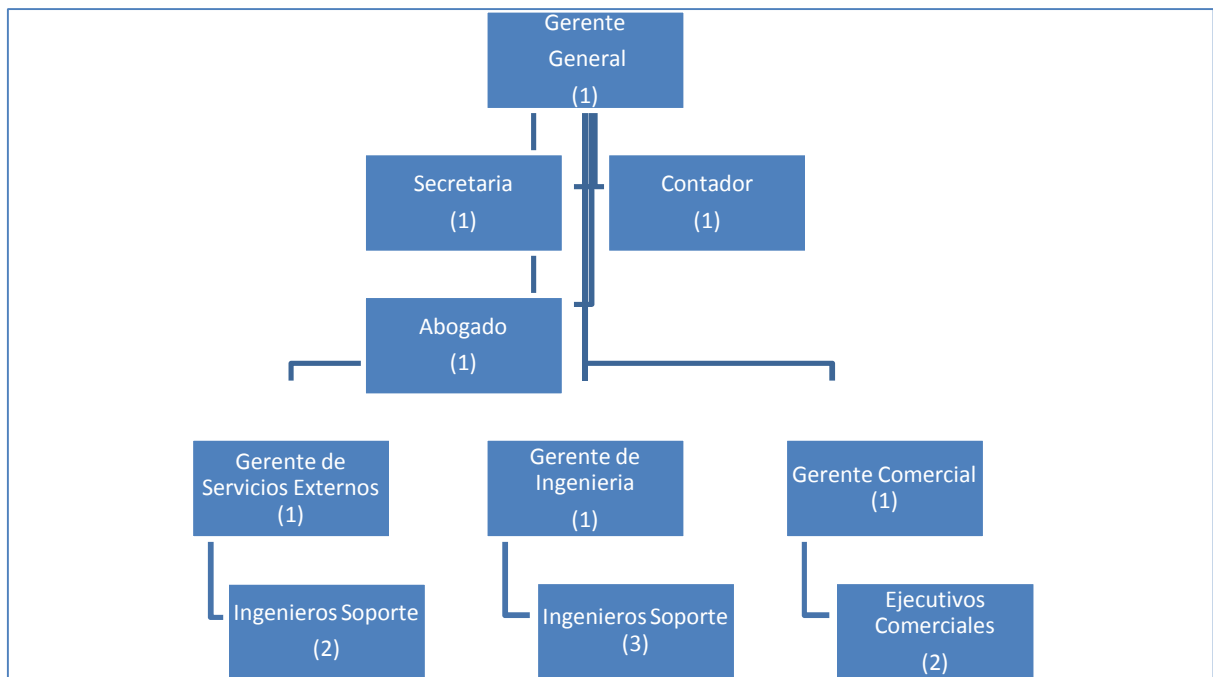 Gerente
General
(1)
Secretaria
(1)
Contador
(1)
Abogado
(1)
Gerente de
Servicios Externos
(1)
Gerente de
Ingenieria
(1)
Gerente Comercial
(1)
Ingenieros Soporte
(2)
Ingenieros Soporte
(3)
Ejecutivos
Comerciales
(2)